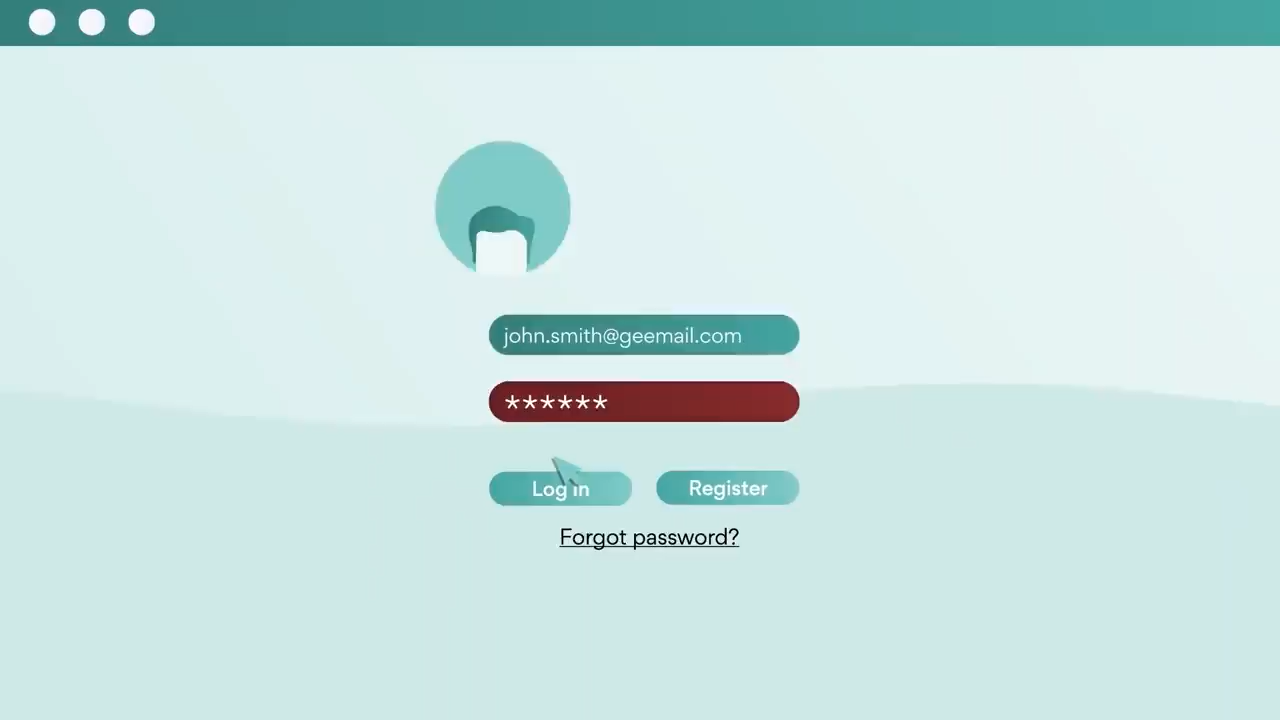 john.smith@geemail.com
******
Log in
Register
Forgot password?